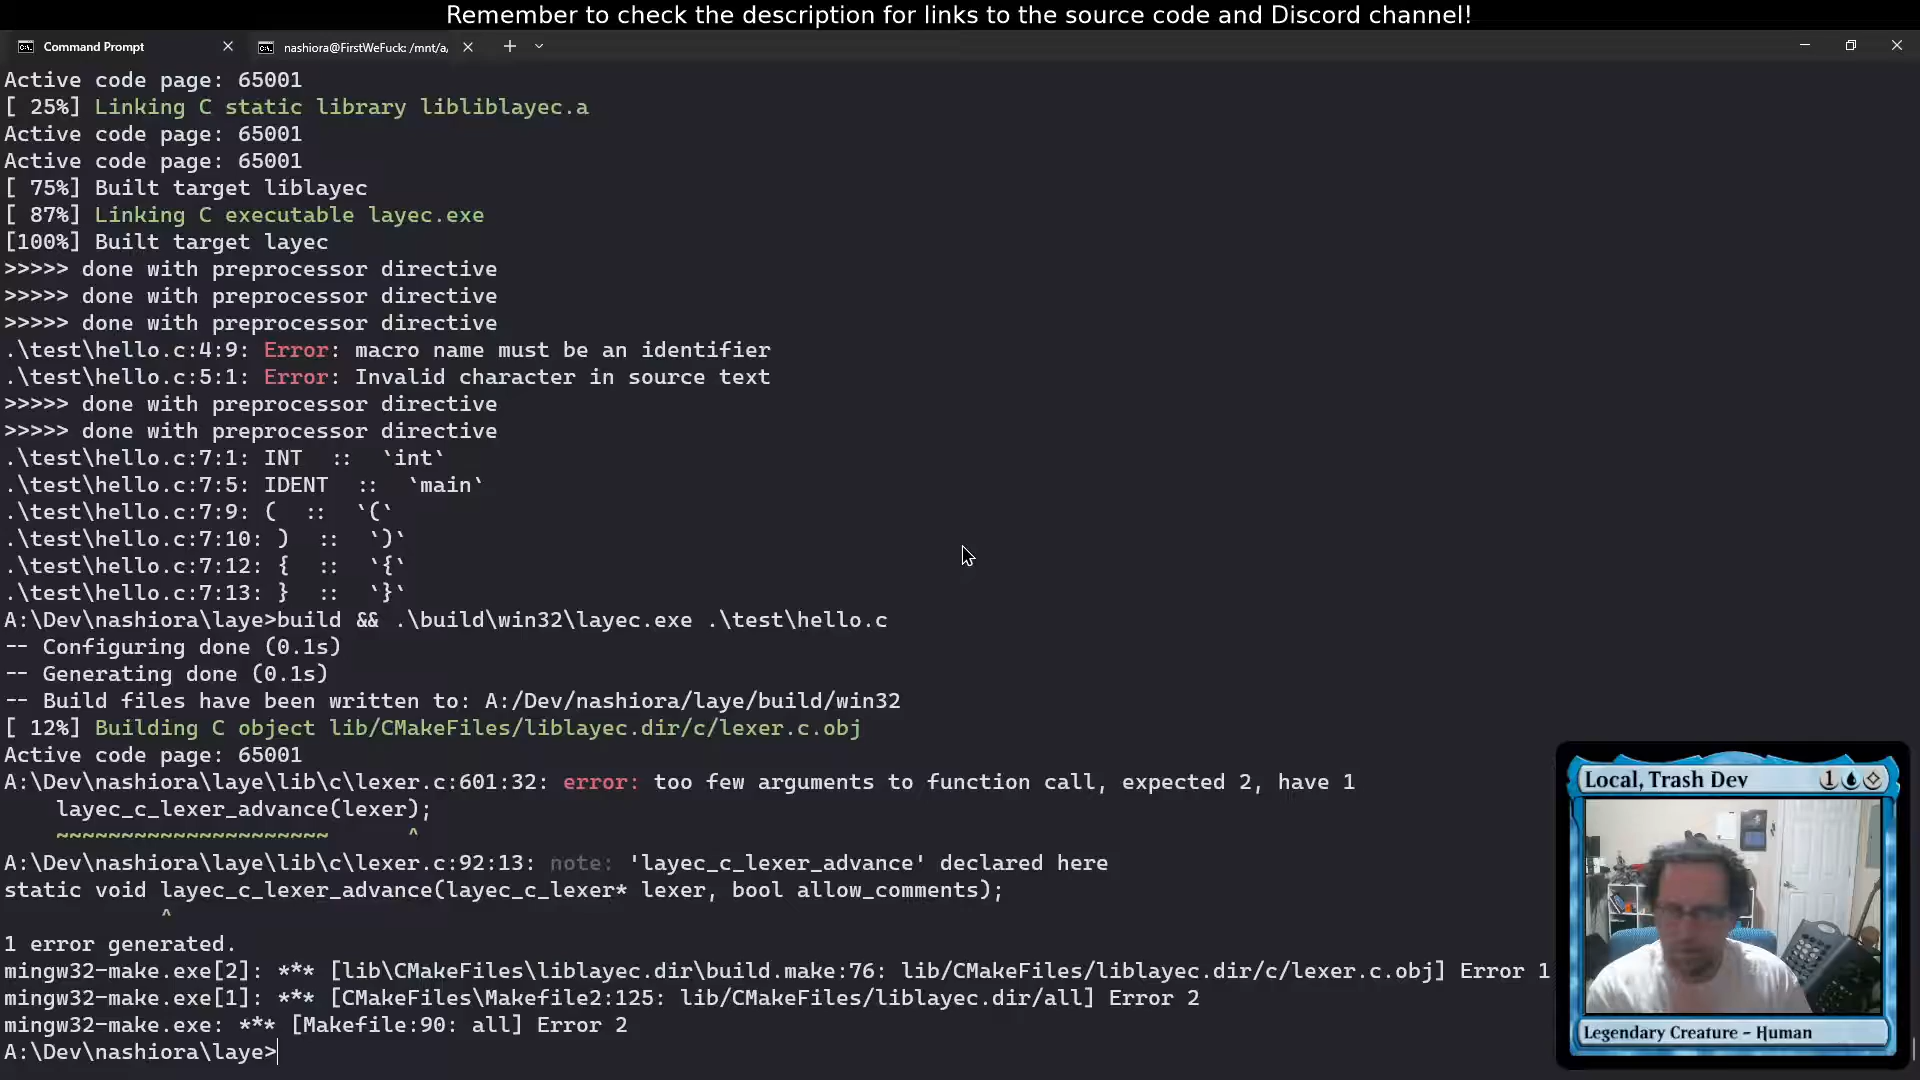 Remember to check the description for links to the source code and Discord channel!
Command Prompt
nashiora@FirstWeFuck: /mnt/a,
Active code page: 65001
[ 25%] Linking C static library libliblayec.a
Active code page: 65001
Active code page: 65001
[ 75%] Built target liblayec
[ 87%] Linking C executable layec.exe
[100%] Built target layec
>>>>> done with preprocessor directive
>>>>> done with preprocessor directive
>>>>> done with preprocessor directive
.\test\hello.c:4:9: Error: macro name must be an identifier
.\test\hello.c:5:1: Error: Invalid character in source text
>>>>> done with preprocessor directive
>>>>> done with preprocessor directive
.\test\hello.c:7:1: INT  ::  `int`
.\test\hello.c:7:5: IDENT  ::  `main`
.\test\hello.c:7:9: (  ::  `(`
.\test\hello.c:7:10: )  ::  `)`
.\test\hello.c:7:12: {  ::  `{`
.\test\hello.c:7:13: }  ::  `}`
A:\Dev\nashiora\laye>build && .\build\win32\layec.exe .\test\hello.c
-- Configuring done (0.1s)
-- Generating done (0.1s)
-- Build files have been written to: A:/Dev/nashiora/laye/build/win32
[ 12%] Building C object lib/CMakeFiles/liblayec.dir/c/lexer.c.obj
Active code page: 65001
A:\Dev\nashiora\laye\lib\c\lexer.c:601:32: error: too few arguments to function call, expected 2, have 1
    layec_c_lexer_advance(lexer);
    ~~~~~~~~~~~~~~~~~~~~~      ^
A:\Dev\nashiora\laye\lib\c\lexer.c:92:13: note: 'layec_c_lexer_advance' declared here
static void layec_c_lexer_advance(layec_c_lexer* lexer, bool allow_comments);
            ^
1 error generated.
mingw32-make.exe[2]: *** [lib\CMakeFiles\liblayec.dir\build.make:76: lib/CMakeFiles/liblayec.dir/c/lexer.c.obj] Error 1
mingw32-make.exe[1]: *** [CMakeFiles\Makefile2:125: lib/CMakeFiles/liblayec.dir/all] Error 2
mingw32-make.exe: *** [Makefile:90: all] Error 2
A:\Dev\nashiora\laye>
Local, Trash Dev 1
Legendary Creature – Human